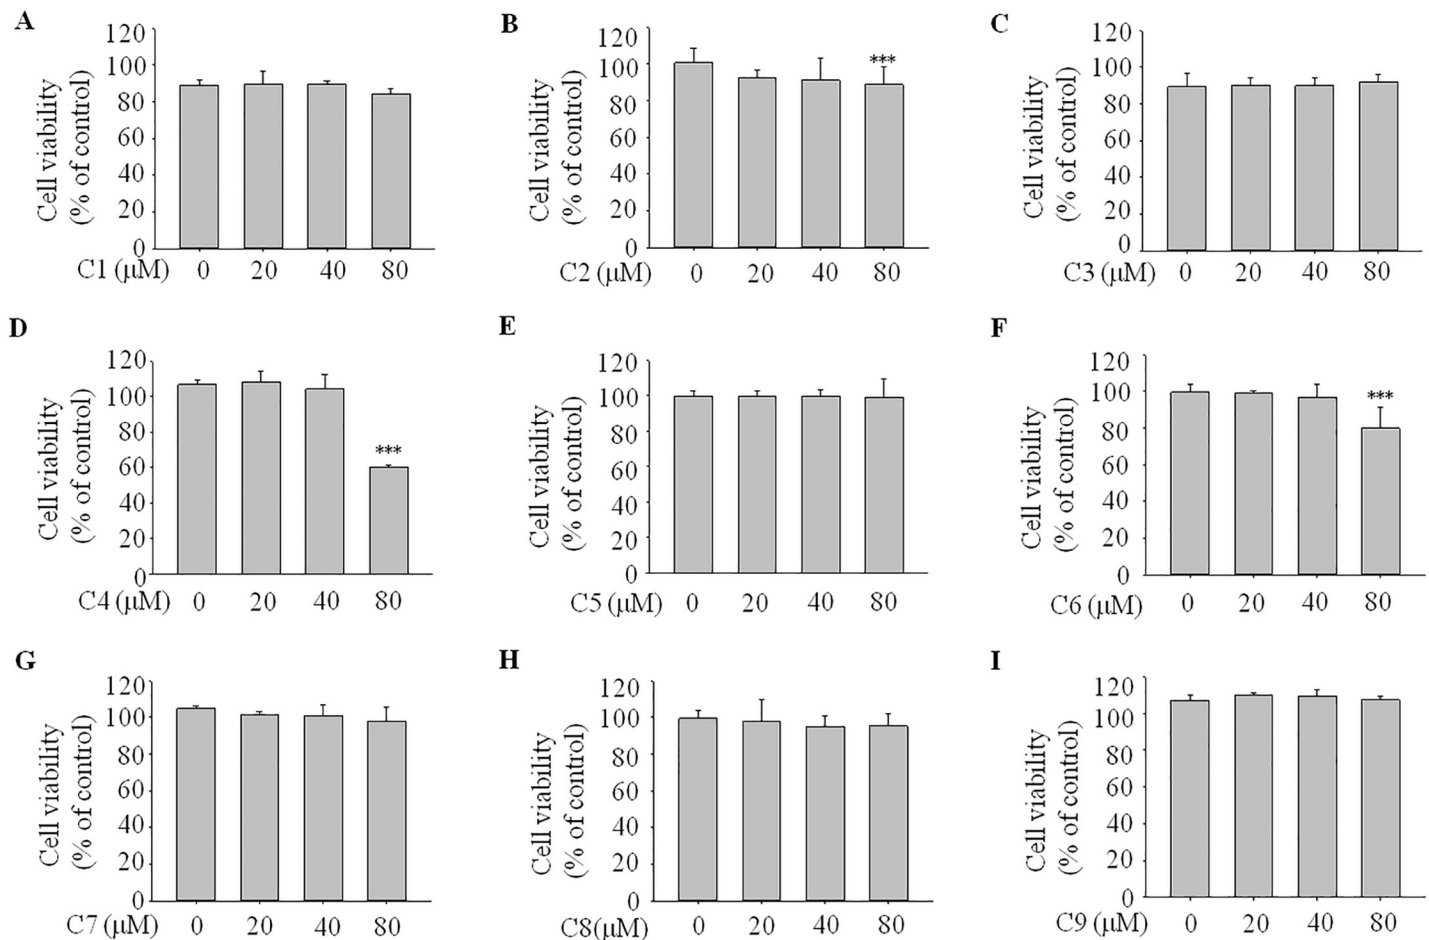 A
Cell viability
(% of control)
120
100
80
60
40
20
0
C1 (μM) 0 20 40 80
B
Cell viability
(% of control)
120
100
80
60
40
20
0
***
C2 (μM) 0 20 40 80
C
Cell viability
(% of control)
120
100
80
60
40
20
0
C3 (μM) 0 20 40 80
D
Cell viability
(% of control)
120
100
80
60
40
20
0
***
C4 (μM) 0 20 40 80
E
Cell viability
(% of control)
120
100
80
60
40
20
0
C5 (μM) 0 20 40 80
F
Cell viability
(% of control)
120
100
80
60
40
20
0
***
C6 (μM) 0 20 40 80
G
Cell viability
(% of control)
120
100
80
60
40
20
0
C7 (μM) 0 20 40 80
H
Cell viability
(% of control)
120
100
80
60
40
20
0
C8(μM) 0 20 40 80
I
Cell viability
(% of control)
120
100
80
60
40
20
0
C9 (μM) 0 20 40 80